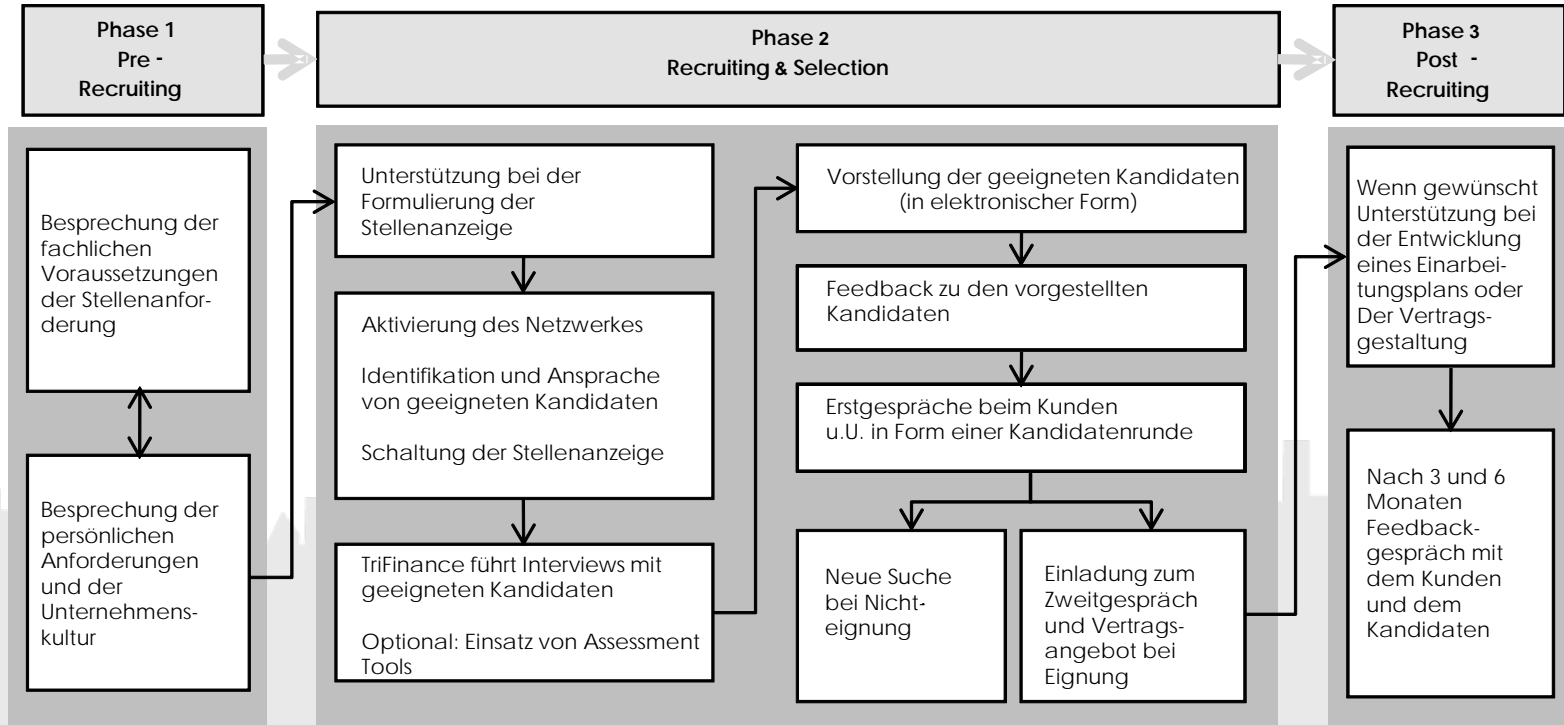 Phase 1
Pre -
Recruiting
Phase 2
Recruiting & Selection
Phase 3
Post -
Recruiting
Besprechung der
fachlichen
Voraussetzungen
der Stellenanfor-
derung
Besprechung der
persönlichen
Anforderungen
und der
Unternehmens-
kultur
Unterstützung bei der
Formulierung der
Stellenanzeige
Aktivierung des Netzwerkes
Identifikation und Ansprache
von geeigneten Kandidaten
Schaltung der Stellenanzeige
TriFinance führt Interviews mit
geeigneten Kandidaten
Optional: Einsatz von Assessment
Tools
Vorstellung der geeigneten Kandidaten
(in elektronischer Form)
Feedback zu den vorgestellten
Kandidaten
Erstgespräche beim Kunden
u.U. in Form einer Kandidatenrunde
Neue Suche
bei Nicht-
eignung
Einladung zum
Zweitgespräch
und Vertrags-
angebot bei
Eignung
Wenn gewünscht
Unterstützung bei
der Entwicklung
eines Einarbei-
tungsplans oder
Der Vertrags-
gestaltung
Nach 3 und 6
Monaten
Feedback-
gespräch mit
dem Kunden
und dem
Kandidaten